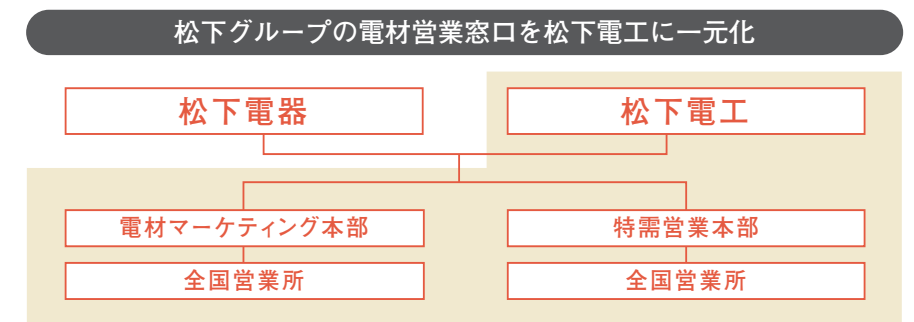 松下グループの電材営業窓口を松下電工に一元化
松下電器
松下電工
電材マーケティング本部
特需営業本部
全国営業所
全国営業所